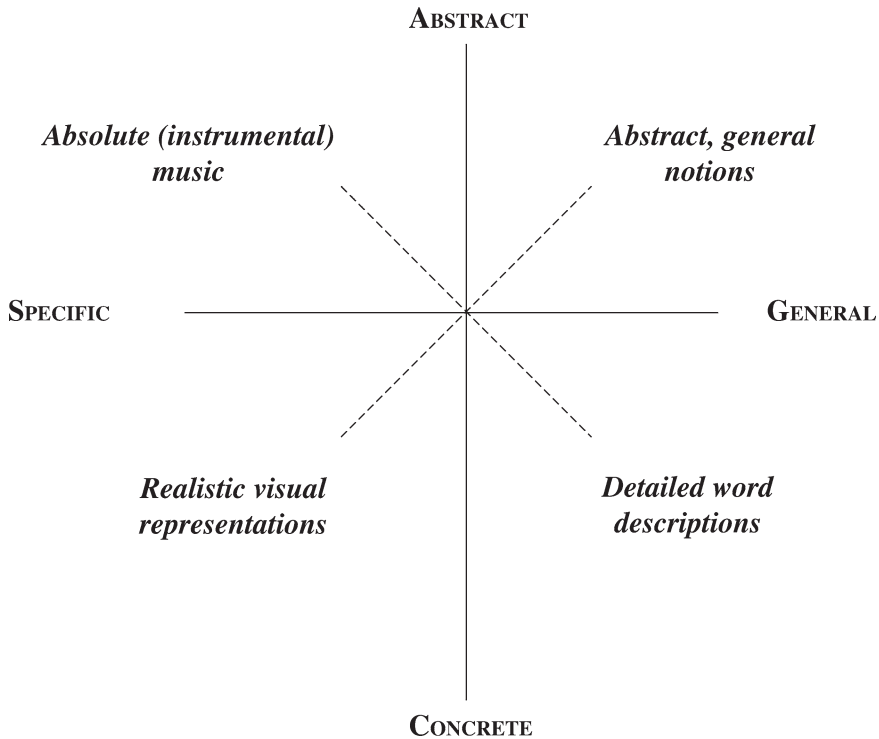 ABSTRACT
Absolute (instrumental)
music
Abstract, general
notions
SPECIFIC
GENERAL
Realistic visual
representations
Detailed word
descriptions
CONCRETE